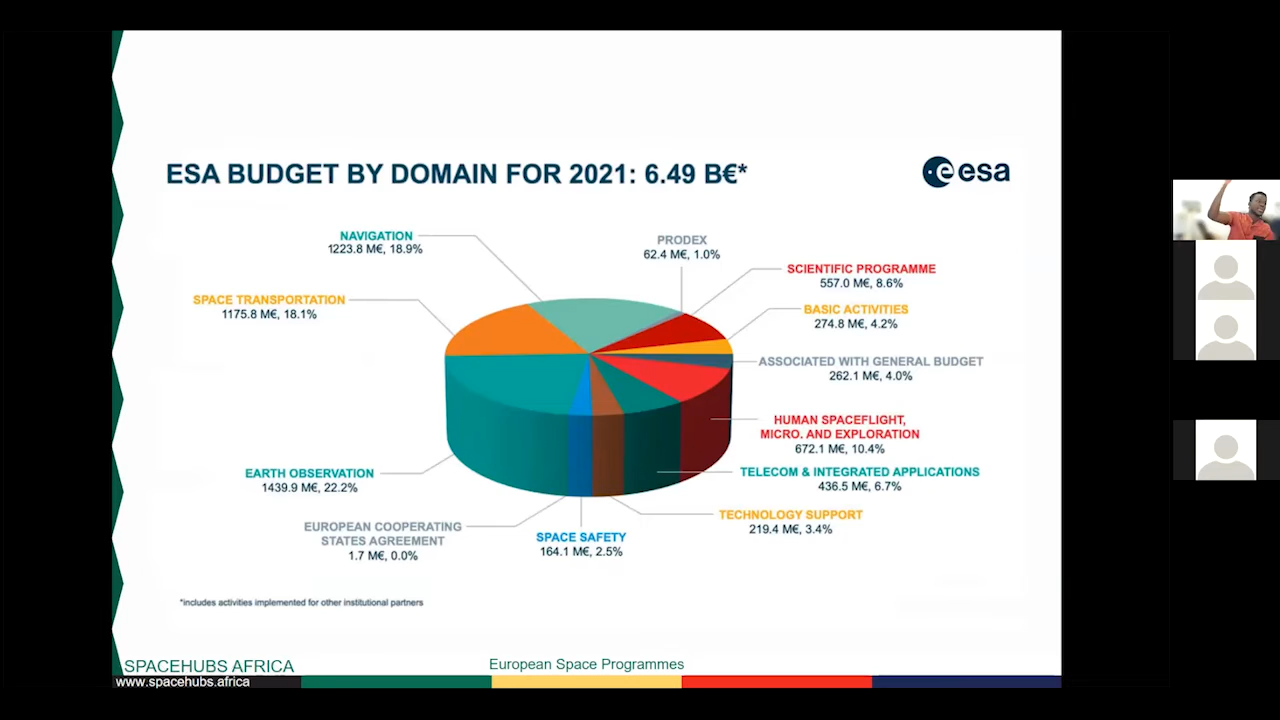 ESA BUDGET BY DOMAIN FOR 2021: 6.49 B€*
esa
NAVIGATION
1223.8 M€, 18.9%
PRODEX
62.4 M€, 1.0%
SCIENTIFIC PROGRAMME
557.0 M€, 8.6%
SPACE TRANSPORTATION
1175.8 M€, 18.1%
BASIC ACTIVITIES
274.8 M€, 4.2%
ASSOCIATED WITH GENERAL BUDGET
262.1 M€, 4.0%
HUMAN SPACEFLIGHT,
MICRO. AND EXPLORATION
672.1 M€, 10.4%
EARTH OBSERVATION
1439.9 M€, 22.2%
TELECOM & INTEGRATED APPLICATIONS
436.5 M€, 6.7%
EUROPEAN COOPERATING
STATES AGREEMENT
1.7 M€, 0.0%
SPACE SAFETY
164.1 M€, 2.5%
TECHNOLOGY SUPPORT
219.4 M€, 3.4%
*includes activities implemented for other institutional partners
SPACEHUBS AFRICA
European Space Programmes
www.spacehubs.africa